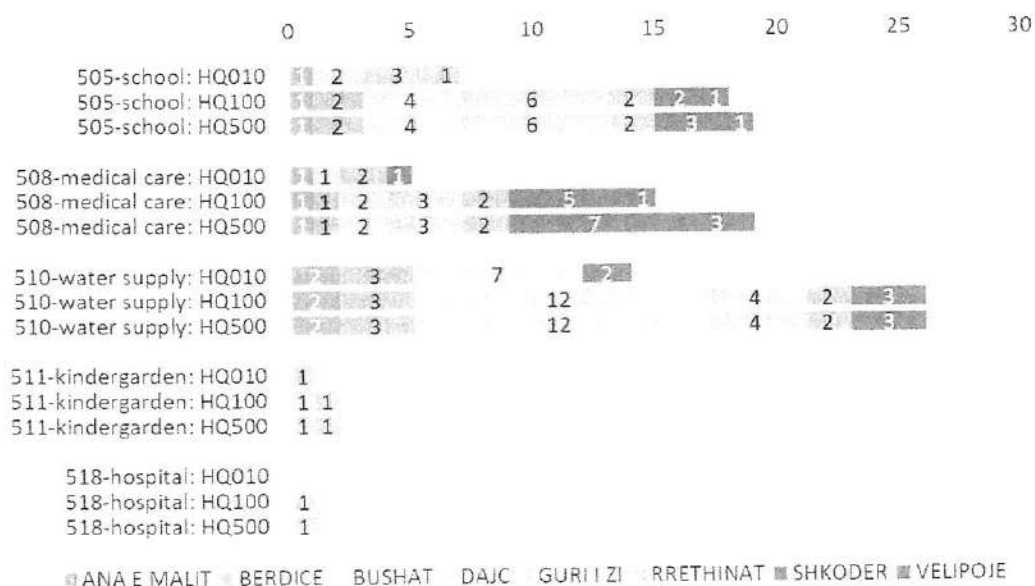 0 5 10 15 20 25 30
505-school: HQ010 1 2 3 1
505-school: HQ100 1 2 4 6 2 2 1
505-school: HQ500 1 2 4 6 2 3 1
508-medical care: HQ010 1 1 2 1
508-medical care: HQ100 1 1 2 3 2 5 1
508-medical care: HQ500 1 1 2 3 2 7 3
510-water supply: HQ010 2 3 7 2
510-water supply: HQ100 2 3 12 4 2 3
510-water supply: HQ500 2 3 12 4 2 3
511-kindergarden: HQ010 1
511-kindergarden: HQ100 1 1
511-kindergarden: HQ500 1 1
518-hospital: HQ010
518-hospital: HQ100 1
518-hospital: HQ500 1
ANA E MALIT BERDICE BUSHAT DAJC GURI I ZI RRETHINAT SHKODER VELIPOJE